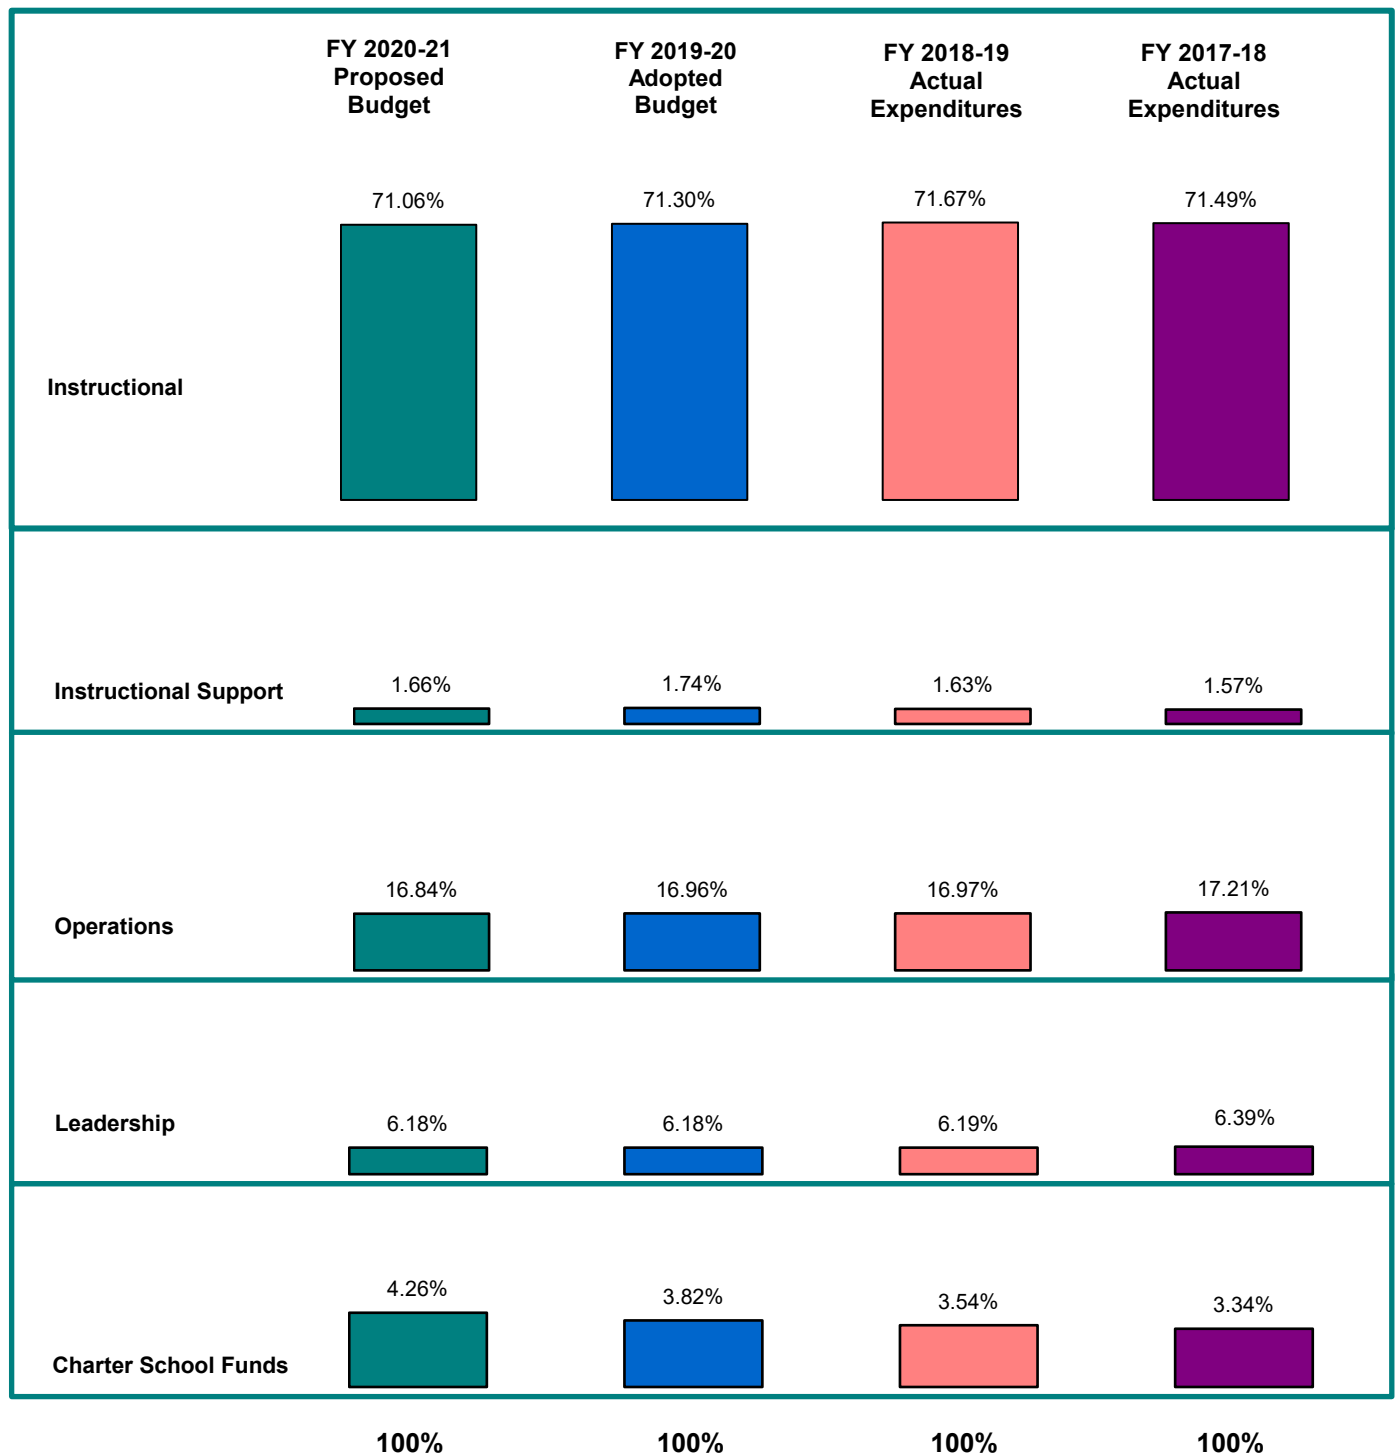 FY 2020-21
Proposed
Budget
FY 2019-20
Adopted
Budget
FY 2018-19
Actual
Expenditures
FY 2017-18
Actual
Expenditures
71.06% 71.30% 71.67% 71.49%
Instructional
Instructional Support 1.66% 1.74% 1.63% 1.57%
16.84% 16.96% 16.97% 17.21%
Operations
Leadership 6.18% 6.18% 6.19% 6.39%
4.26% 3.82% 3.54% 3.34%
Charter School Funds
100% 100% 100% 100%